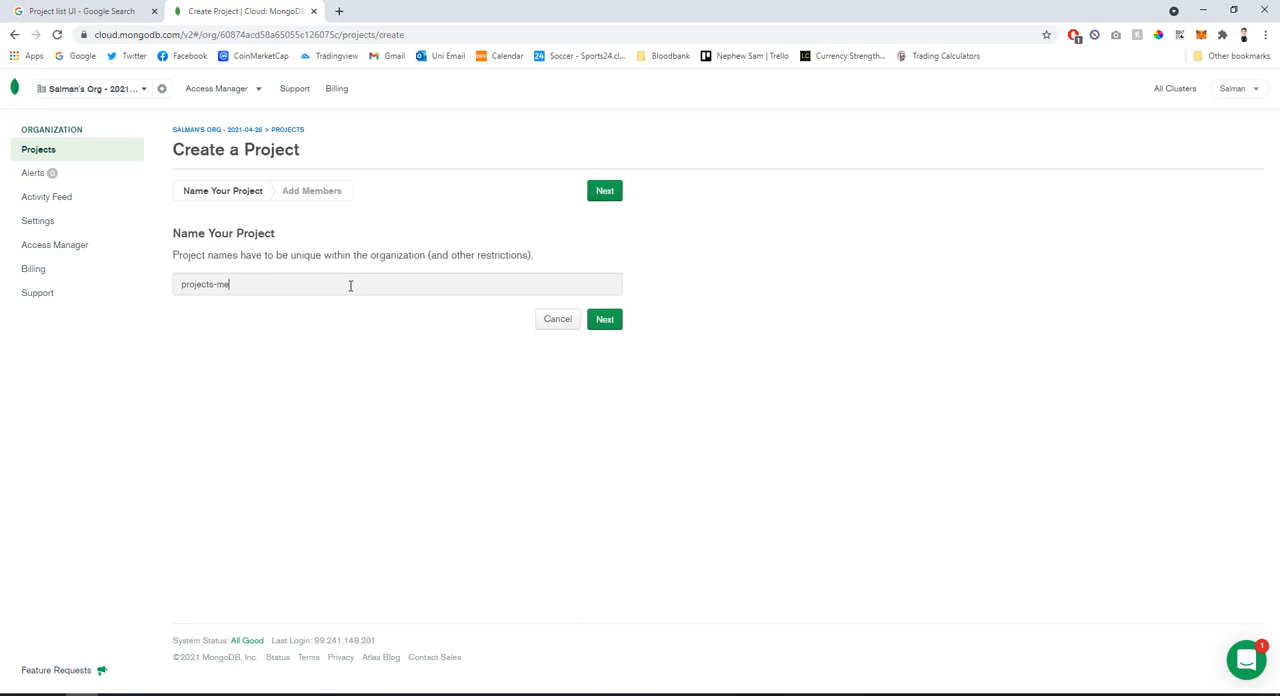 Project list UI - Google Search
Create Project | Cloud: MongoDB
cloud.mongodb.com/v2#/org/60874acd58a65055c126075c/projects/create
1
Apps
Google
Twitter
Facebook
CoinMarketCap
Tradingview
Gmail
Uni Email
Calendar
24 Soccer - Sports24.cl...
Bloodbank
Nephew Sam | Trello
LC Currency Strength...
Trading Calculators
Other bookmarks
Salman's Org - 2021...
Access Manager
Support
Billing
All Clusters
Salman
ORGANIZATION
Projects
Alerts 0
Activity Feed
Settings
Access Manager
Billing
Support
SALMAN'S ORG - 2021-04-26 > PROJECTS
Create a Project
Name Your Project
Add Members
Next
Name Your Project
Project names have to be unique within the organization (and other restrictions).
projects-me
Cancel
Next
System Status: All Good Last Login: 99.241.148.201
©2021 MongoDB, Inc. Status Terms Privacy Atlas Blog Contact Sales
Feature Requests
1